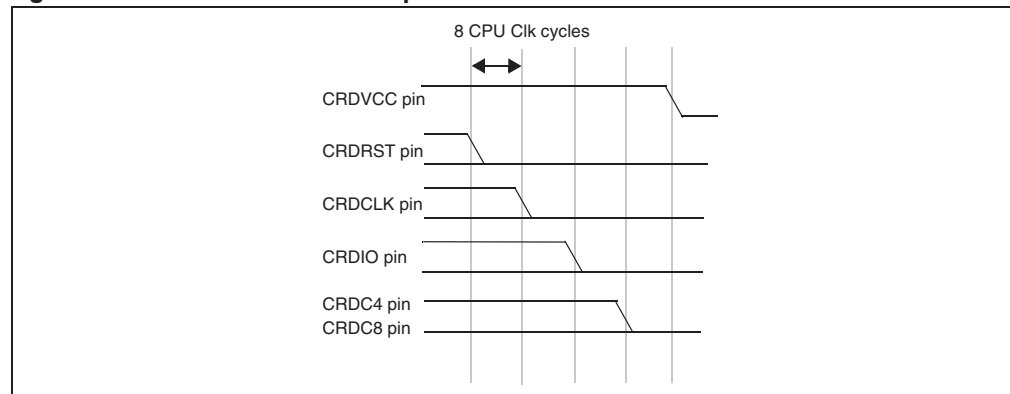 8 CPU Clk cycles
CRDVCC pin
CRDRST pin
CRDCLK pin
CRDIO pin
CRDC4 pin
CRDC8 pin